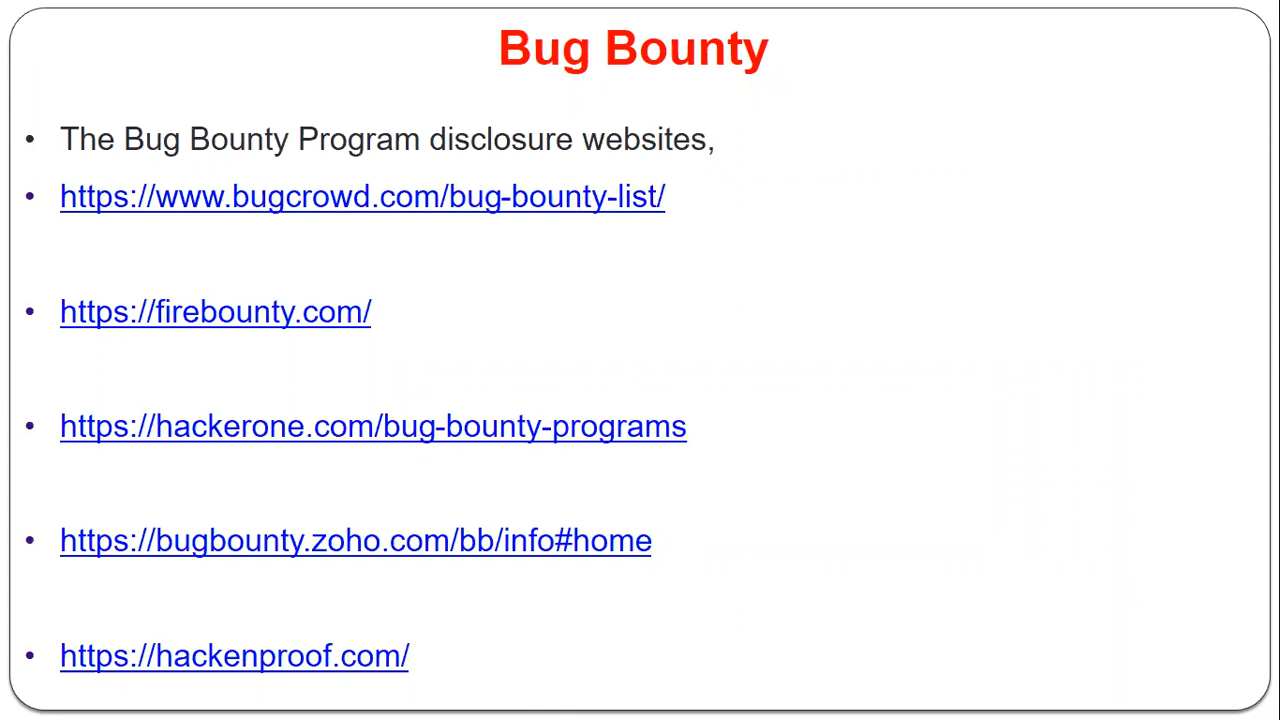 Bug Bounty
• The Bug Bounty Program disclosure websites,
• https://www.bugcrowd.com/bug-bounty-list/
• https://firebounty.com/
• https://hackerone.com/bug-bounty-programs
• https://bugbounty.zoho.com/bb/info#home
• https://hackenproof.com/